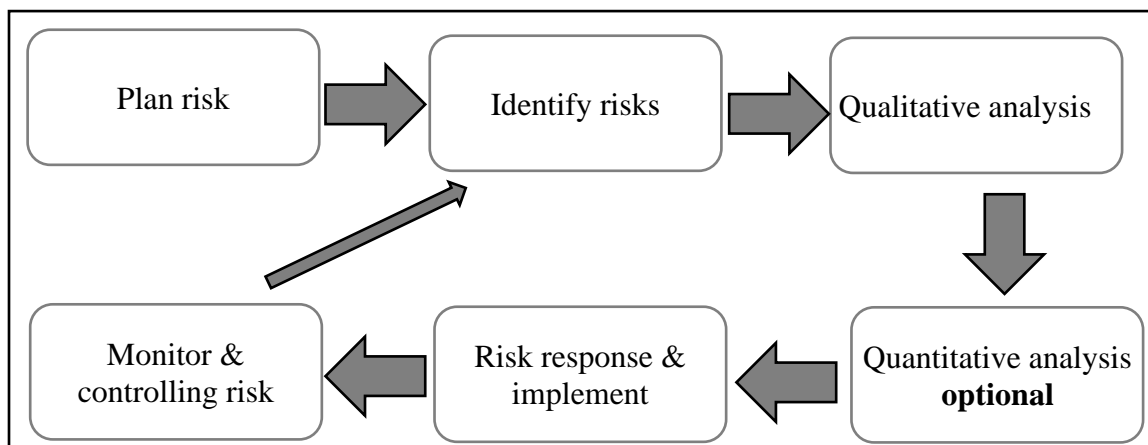 Plan risk
Identify risks
Qualitative analysis
Monitor &
controlling risk
Risk response &
implement
Quantitative analysis
optional